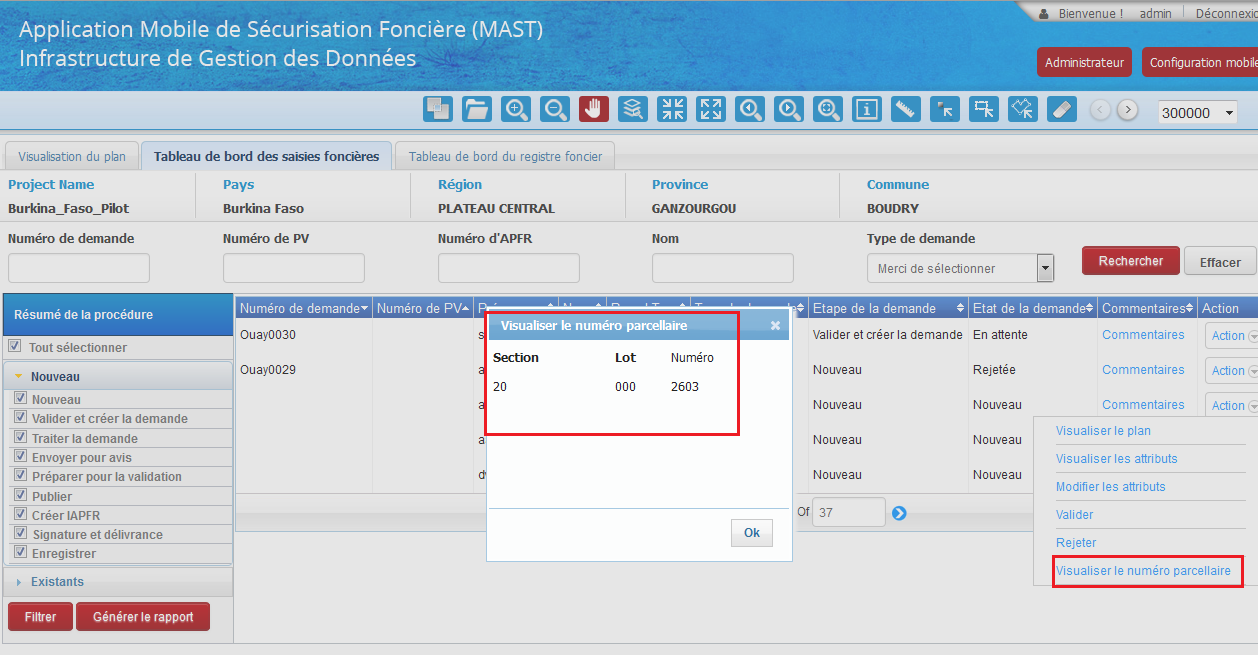 Application Mobile de Sécurisation Foncière (MAST)
Infrastructure de Gestion des Données
Bienvenue ! admin Déconnexio
Administrateur Configuration mobile
300000
Visualisation du plan Tableau de bord des saisies foncières Tableau de bord du registre foncier
Project Name Pays Région Province Commune
Burkina_Faso_Pilot Burkina Faso PLATEAU CENTRAL GANZOURGOU BOUDRY
Numéro de demande Numéro de PV Numéro d'APFR Nom Type de demande
Merci de sélectionner Rechercher Effacer
Résumé de la procédure
Tout sélectionner
Nouveau
Nouveau
Valider et créer la demande
Traiter la demande
Envoyer pour avis
Préparer pour la validation
Publier
Créer lAPFR
Signature et délivrance
Enregistrer
Existants
Filtrer Générer le rapport
Numéro de demande Numéro de PV Etape de la demande Etat de la demande Commentaires Action
Ouay0030 Valider et créer la demande En attente Commentaires Action
Ouay0029 Nouveau Rejetée Commentaires Action
Nouveau Nouveau Commentaires Action
Nouveau Nouveau
Nouveau Nouveau
Of 37
Visualiser le numéro parcellaire
Section Lot Numéro
20 000 2603
Ok
Visualiser le plan
Visualiser les attributs
Modifier les attributs
Valider
Rejeter
Visualiser le numéro parcellaire